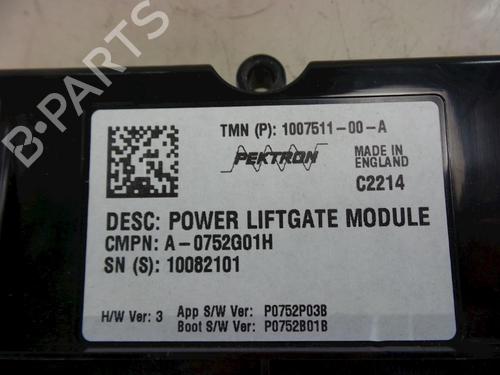 TMN (P): 1007511-00-A
PEKTRON
MADE IN
ENGLAND
C2214
DESC: POWER LIFTGATE MODULE
CMPN: A-0752G01H
SN (S): 10082101
H/W Ver: 3 App S/W Ver: P0752P03B
Boot S/W Ver: P0752B01B
B-PARTS